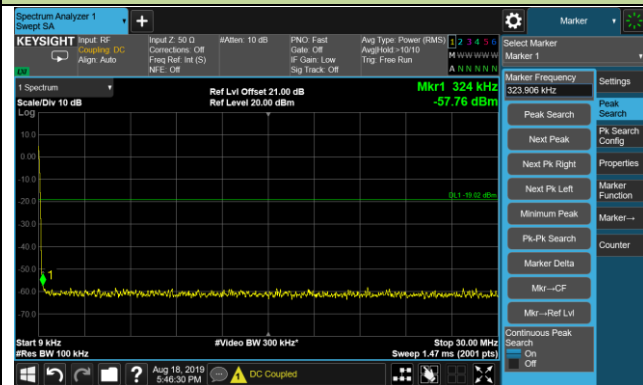 Spectrum Analyzer 1
Swept SA
Marker
KEYSIGHT
Input: RF
Coupling: DC
Align: Auto
Input Z: 50 Ω
Corrections: Off
Freq Ref: Int (S)
NFE: Off
#Atten: 10 dB
PNO: Fast
Gate: Off
IF Gain: Low
Sig Track: Off
Avg Type: Power (RMS)
Avg|Hold:>10/10
Trig: Free Run
1 2 3 4 5 6
M W W W W W
A N N N N N
Select Marker
Marker 1
LW
1 Spectrum
Scale/Div 10 dB
Log
Ref Lvl Offset 21.00 dB
Ref Level 20.00 dBm
Mkr1 324 kHz
-57.76 dBm
Marker Frequency
323.906 kHz
Settings
Peak Search
Peak
Search
Next Peak
Pk Search
Config
Next Pk Right
Properties
Next Pk Left
Marker
Function
Minimum Peak
Marker→
Pk-Pk Search
Counter
Marker Delta
Mkr→CF
Mkr→Ref Lvl
Continuous Peak
Search
On
Off
10.0
0.00
-10.0
-20.0
-30.0
-40.0
-50.0
-60.0
-70.0
DL1 -19.02 dBm
1
Start 9 kHz
#Res BW 100 kHz
#Video BW 300 kHz*
Stop 30.00 MHz
Sweep 1.47 ms (2001 pts)
?
Aug 18, 2019
5:46:30 PM
DC Coupled